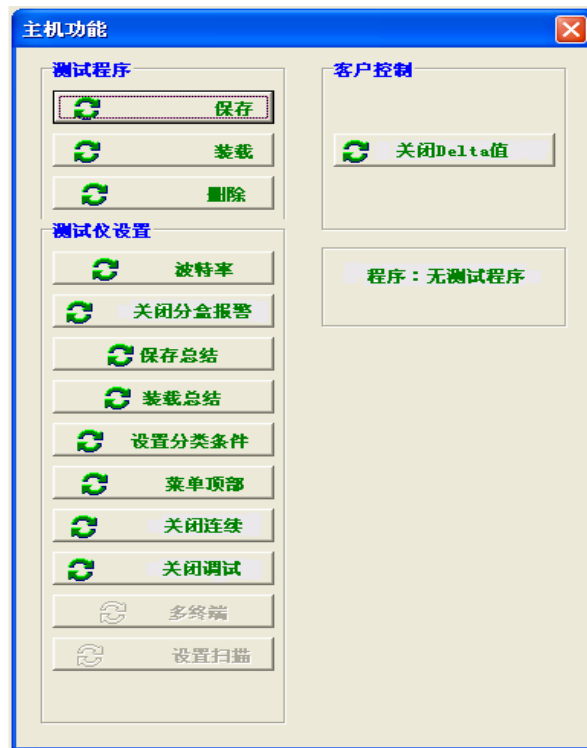 主机功能
测试程序
保存
装载
删除
测试仪设置
波特率
关闭分盒报警
保存总结
装载总结
设置分类条件
菜单顶部
关闭连续
关闭调试
多终端
设置扫描
客户控制
关闭Delta值
程序：无测试程序